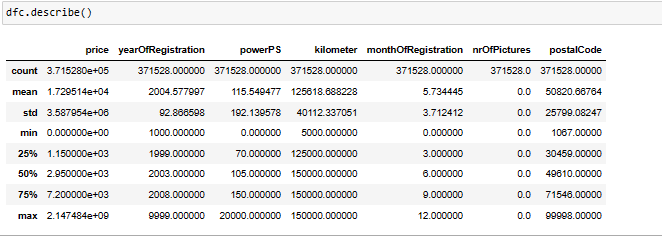 dfc.describe()
price yearOfRegistration powerPS kilometer monthOfRegistration nrOfPictures postalCode
count 3.715280e+05 371528.000000 371528.000000 371528.000000 371528.000000 371528.0 371528.00000
mean 1.729514e+04 2004.577997 115.549477 125618.688228 5.734445 0.0 50820.66764
std 3.587954e+06 92.866598 192.139578 40112.337051 3.712412 0.0 25799.08247
min 0.000000e+00 1000.000000 0.000000 5000.000000 0.000000 0.0 1067.00000
25% 1.150000e+03 1999.000000 70.000000 125000.000000 3.000000 0.0 30459.00000
50% 2.950000e+03 2003.000000 105.000000 150000.000000 6.000000 0.0 49610.00000
75% 7.200000e+03 2008.000000 150.000000 150000.000000 9.000000 0.0 71546.00000
max 2.147484e+09 9999.000000 20000.000000 150000.000000 12.000000 0.0 99998.00000